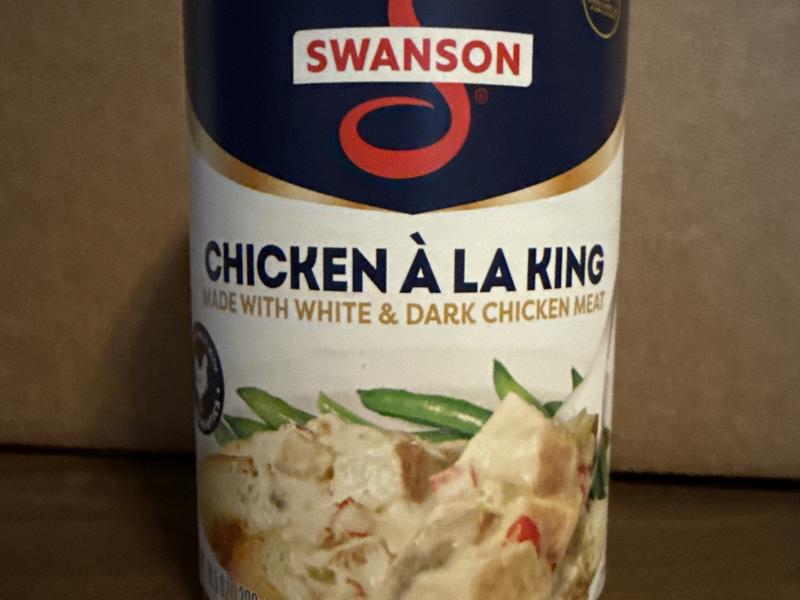 SWANSON
®
CHICKEN À LA KING
MADE WITH WHITE & DARK CHICKEN MEAT